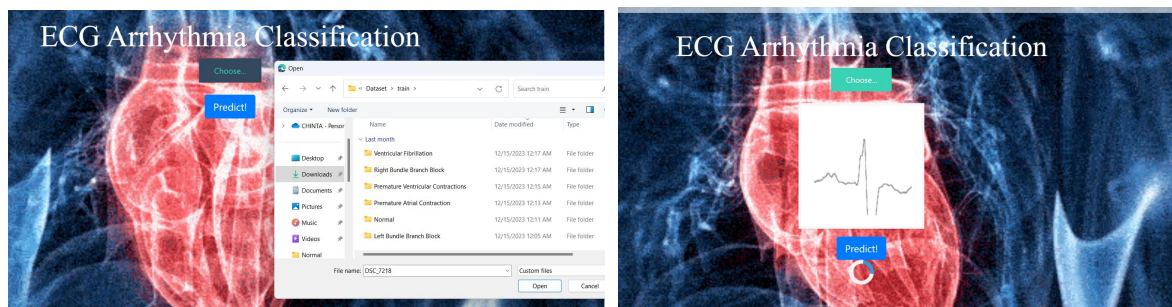 ECG Arrhythmia Classification
Choose...
Predict!
Open
« Dataset > train >
Search train
Organize
New folder
CHINTA - Person
Desktop
Downloads
Documents
Pictures
Music
Videos
Normal
Name Date modified Type
Last month
Ventricular Fibrillation 12/15/2023 12:17 AM File folder
Right Bundle Branch Block 12/15/2023 12:17 AM File folder
Premature Ventricular Contractions 12/15/2023 12:15 AM File folder
Premature Atrial Contraction 12/15/2023 12:13 AM File folder
Normal 12/15/2023 12:11 AM File folder
Left Bundle Branch Block 12/15/2023 12:05 AM File folder
File name: DSC_7218 Custom files
Open Cancel
ECG Arrhythmia Classification
Choose...
Predict!